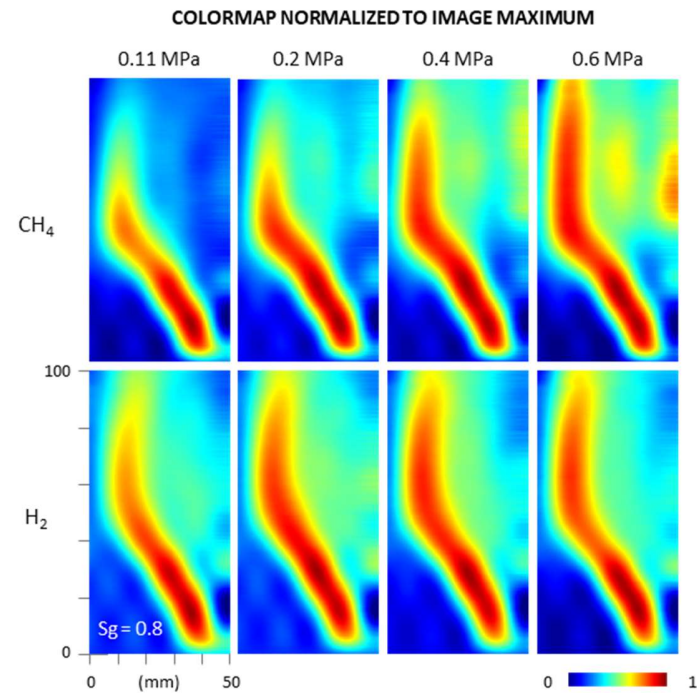 COLORMAP NORMALIZED TO IMAGE MAXIMUM
0.11 MPa 0.2 MPa 0.4 MPa 0.6 MPa
CH₄
100
H₂
Sg = 0.8
0
0 (mm) 50
0 1